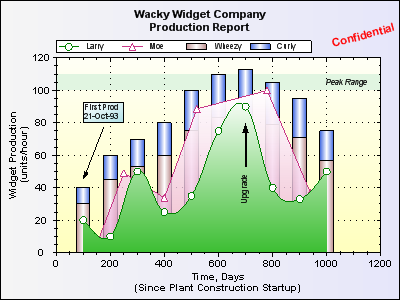 Wacky Widget Company
Production Report
Confidential
Larry Moe Wheezy Curly
120
100
80
60
40
20
0
Widget Production
(units/hour)
Peak Range
First Prod
21-Oct-93
Upgrade
0 200 400 600 800 1000 1200
Time, Days
(Since Plant Construction Startup)